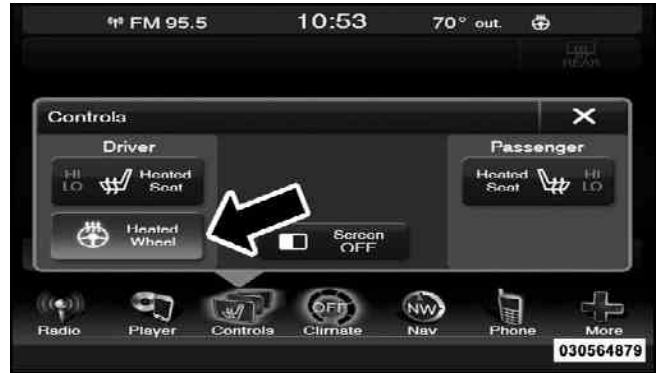 FM 95.5 10:53 70° out.
REAR
Controls
Driver Passenger
HI Heated Heated HI
LO Seat Seat LO
Heated Screen
Wheel OFF
OFF NW
Radio Player Controls Climate Nav Phone More
030564879